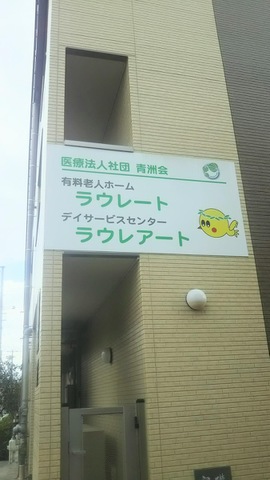 医療法人社団 青洲会
有料老人ホーム
ラウレート
デイサービスセンター
ラウレアート